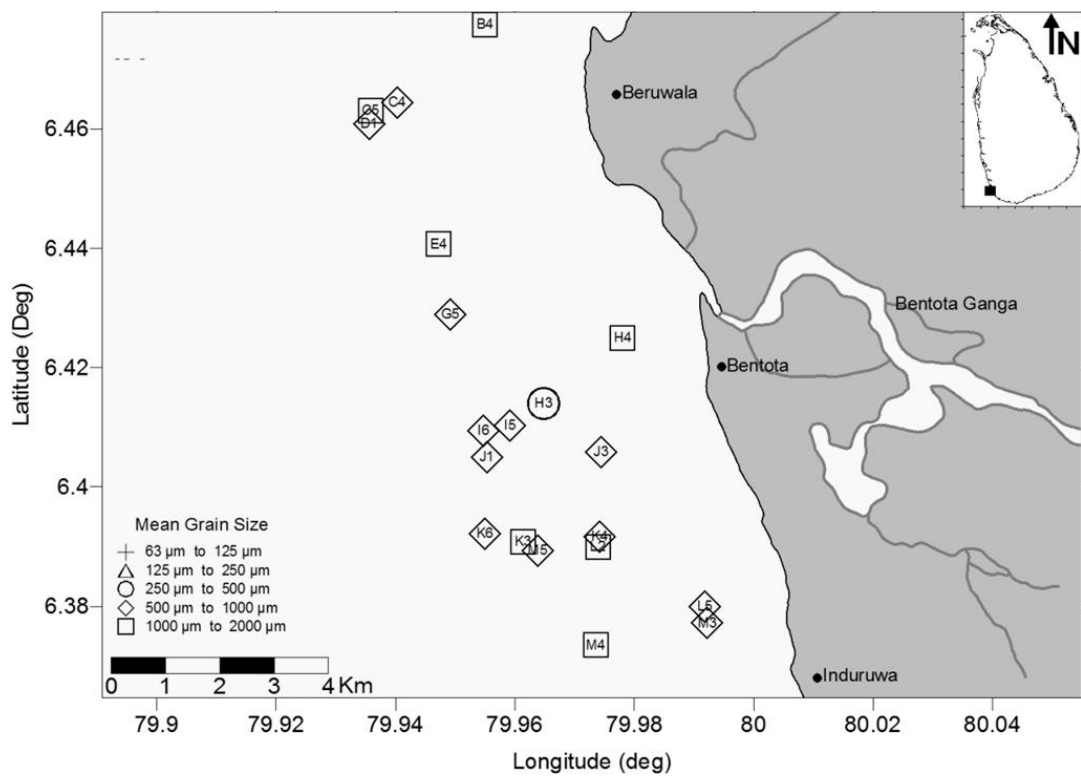 B4
N
C4
Beruwala
6.46
D1
E4
6.44
G5
Bentota Ganga
H4
6.42
Bentota
Latitude (Deg)
H3
I6
I5
J1
J3
6.4
K6
K3
K4
Mean Grain Size
63 µm to 125 µm
125 µm to 250 µm
250 µm to 500 µm
500 µm to 1000 µm
1000 µm to 2000 µm
6.38
L5
M3
M4
0 1 2 3 4 Km
Induruwa
79.9 79.92 79.94 79.96 79.98 80 80.02 80.04
Longitude (deg)